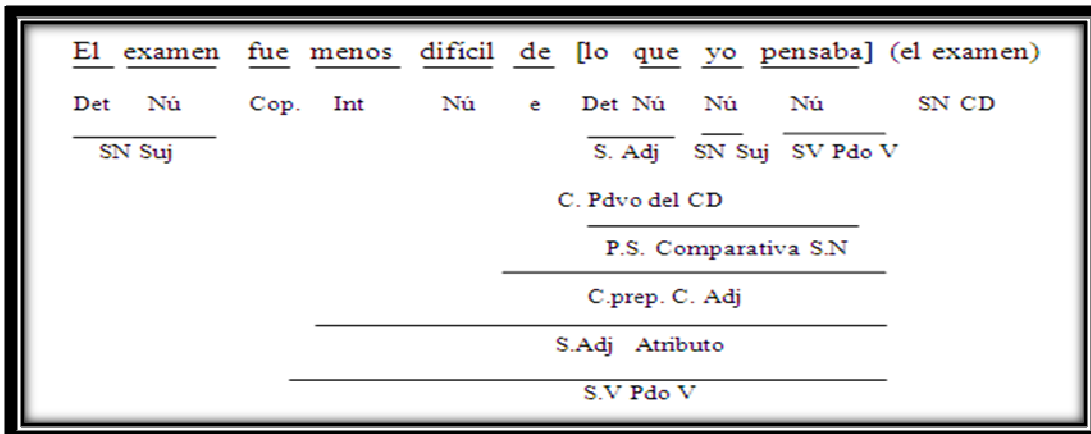 El examen fue menos difícil de [lo que yo pensaba] (el examen)
Det Nú Cop. Int Nú e Det Nú Nú Nú SN CD
SN Suj S. Adj SN Suj SV Pdo V
C. Pdvo del CD
P.S. Comparativa S.N
C.prep. C. Adj
S.Adj Atributo
S.V Pdo V